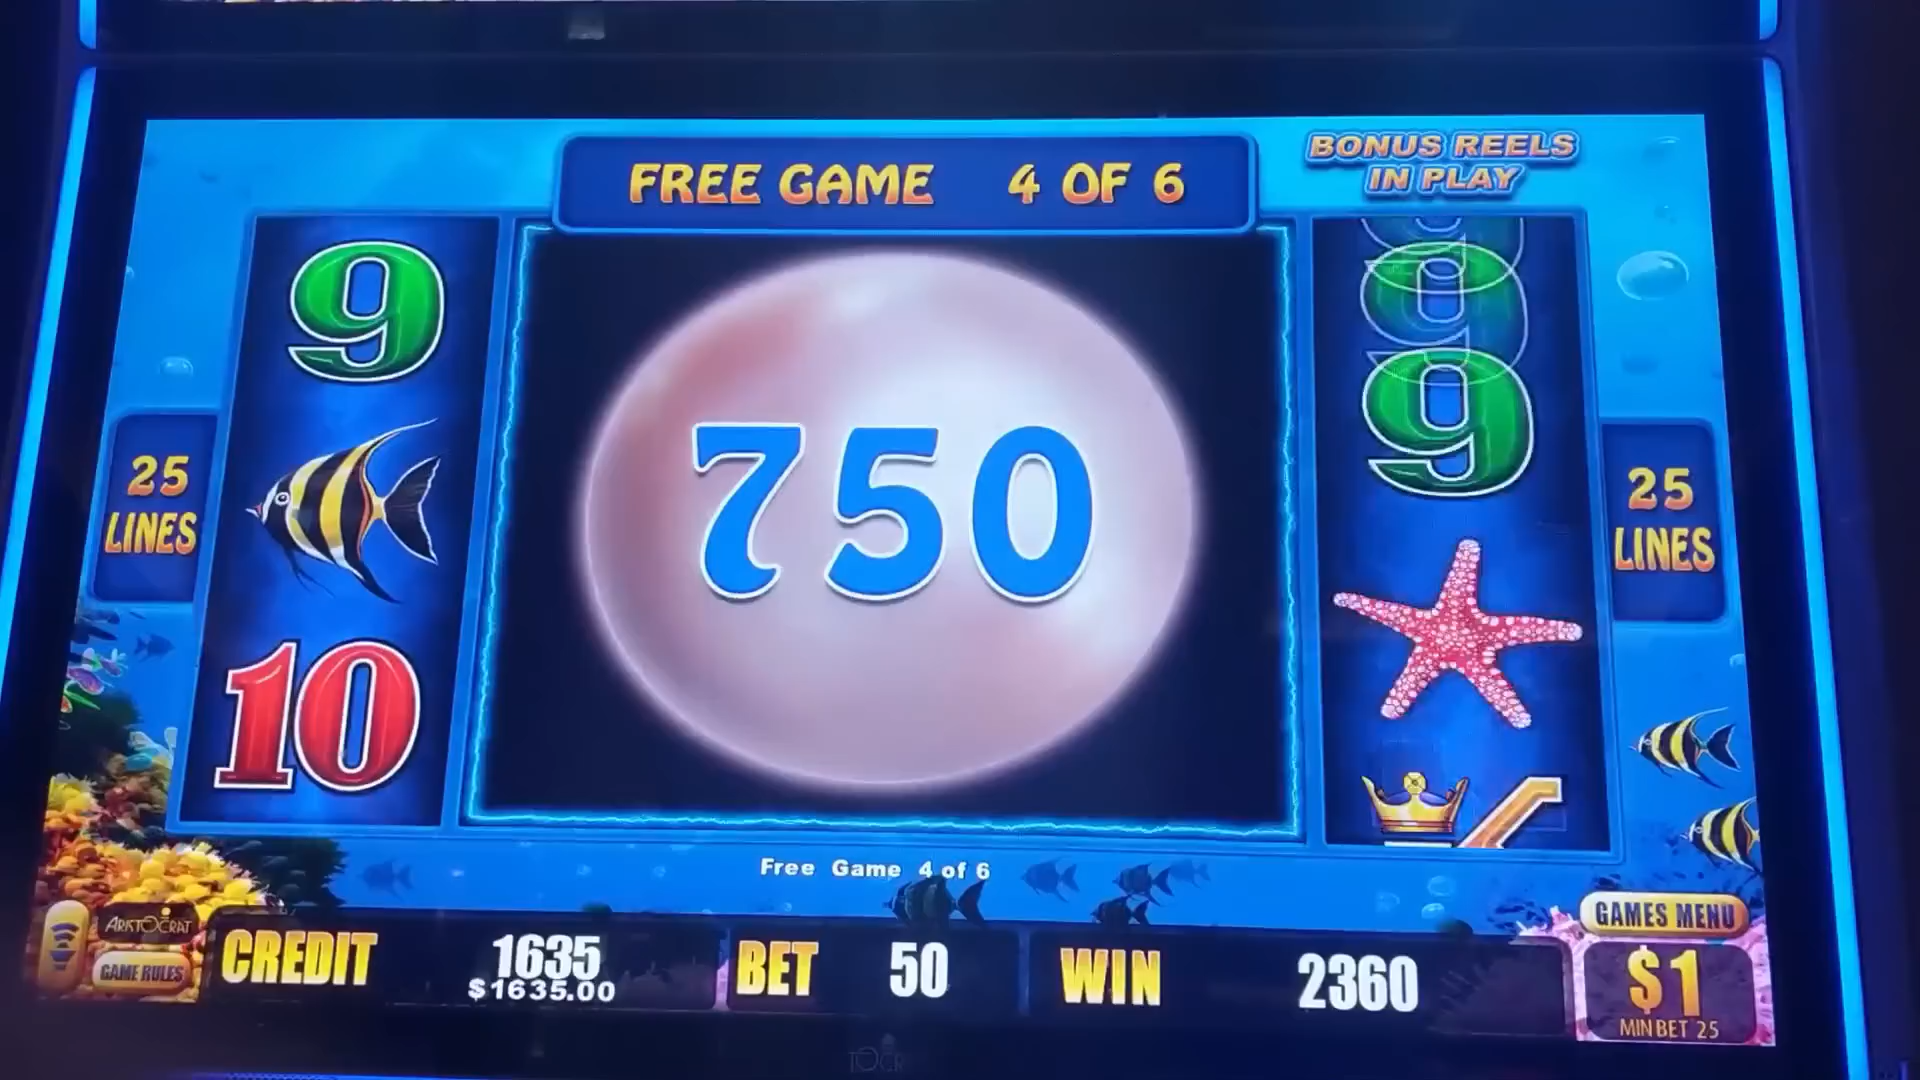 FREE GAME 4 OF 6
BONUS REELS
IN PLAY
9
750
9
9
25
LINES
25
LINES
10
Free Game 4 of 6
ARISTOCRAT
GAME RULES
CREDIT
1635
$1635.00
BET
50
WIN
2360
GAMES MENU
$1
MIN BET 25